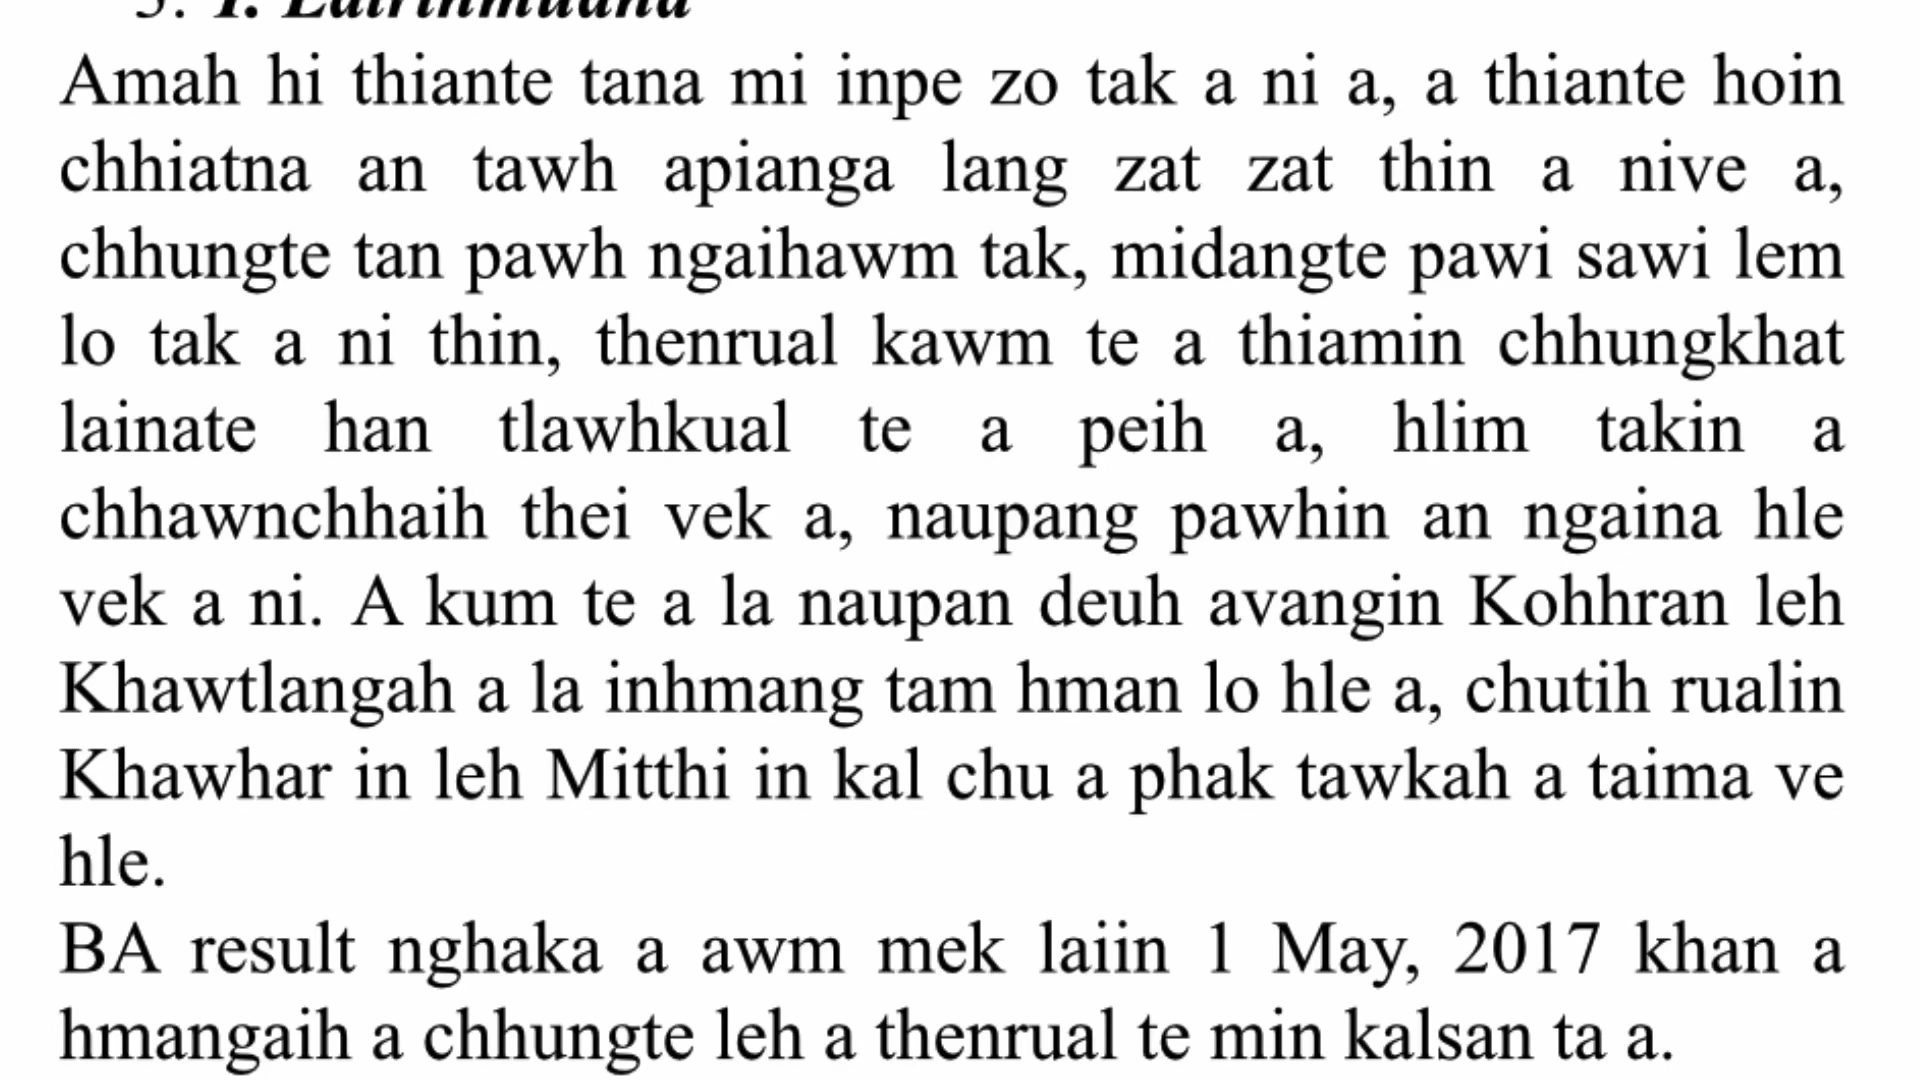 Amah hi thiante tana mi inpe zo tak a ni a, a thiante hoin
chhiatna an tawh apianga lang zat zat thin a nive a,
chhungte tan pawh ngaihawm tak, midangte pawi sawi lem
lo tak a ni thin, thenrual kawm te a thiamin chhungkhat
lainate han tlawhkual te a peih a, hlim takin a
chhawnchhaih thei vek a, naupang pawhin an ngaina hle
vek a ni. A kum te a la naupan deuh avangin Kohhran leh
Khawtlangah a la inhmang tam hman lo hle a, chutih rualin
Khawhar in leh Mitthi in kal chu a phak tawkah a taima ve
hle.
BA result nghaka a awm mek laiin 1 May, 2017 khan a
hmangaih a chhungte leh a thenrual te min kalsan ta a.